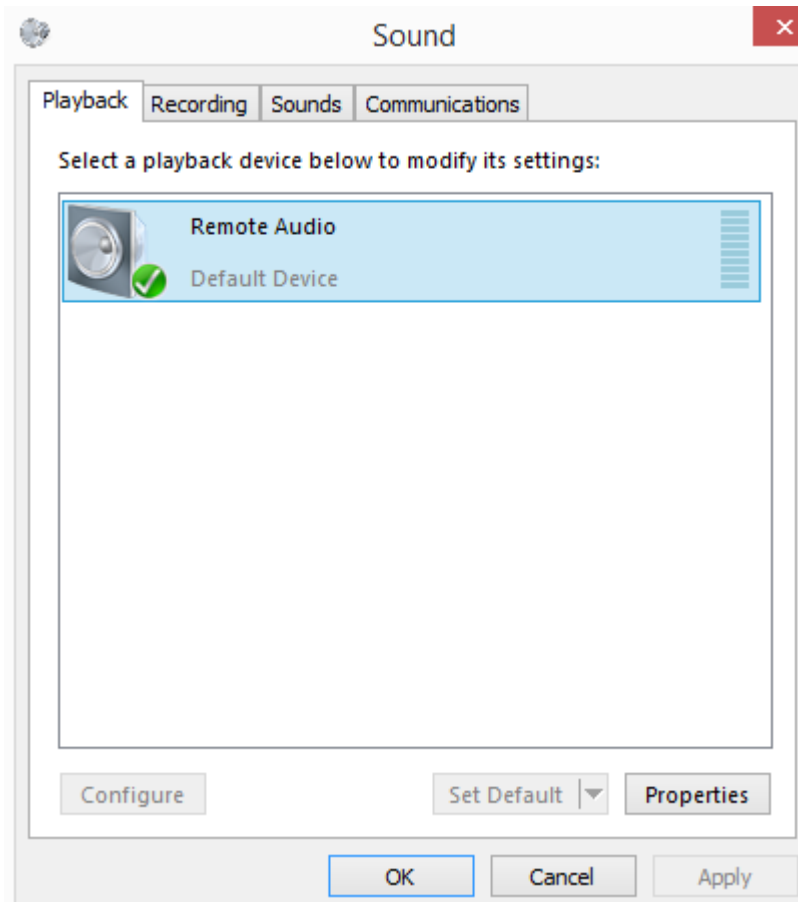 Sound
Playback Recording Sounds Communications
Select a playback device below to modify its settings:
Remote Audio
Default Device
Configure Set Default Properties
OK Cancel Apply